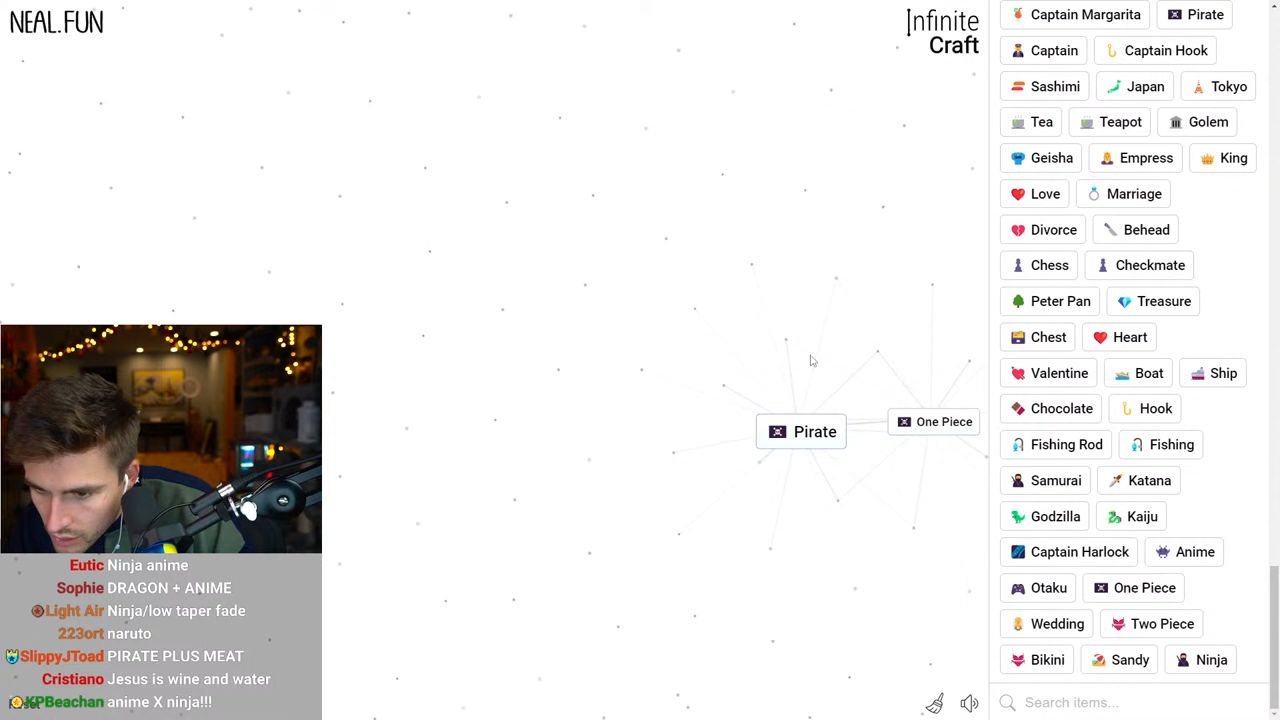 NEAL.FUN
Infinite
Craft
Captain Margarita
Pirate
Captain
Captain Hook
Sashimi
Japan
Tokyo
Tea
Teapot
Golem
Geisha
Empress
King
Love
Marriage
Divorce
Behead
Chess
Checkmate
Peter Pan
Treasure
Chest
Heart
Valentine
Boat
Ship
Chocolate
Hook
Fishing Rod
Fishing
Samurai
Katana
Godzilla
Kaiju
Captain Harlock
Anime
Otaku
One Piece
Wedding
Two Piece
Bikini
Sandy
Ninja
Search items...
Pirate
One Piece
Eutic Ninja anime
Sophie DRAGON + ANIME
Light Air Ninja/low taper fade
223ort naruto
SlippyJToad PIRATE PLUS MEAT
Cristiano Jesus is wine and water
KPBeachan anime X ninja!!!